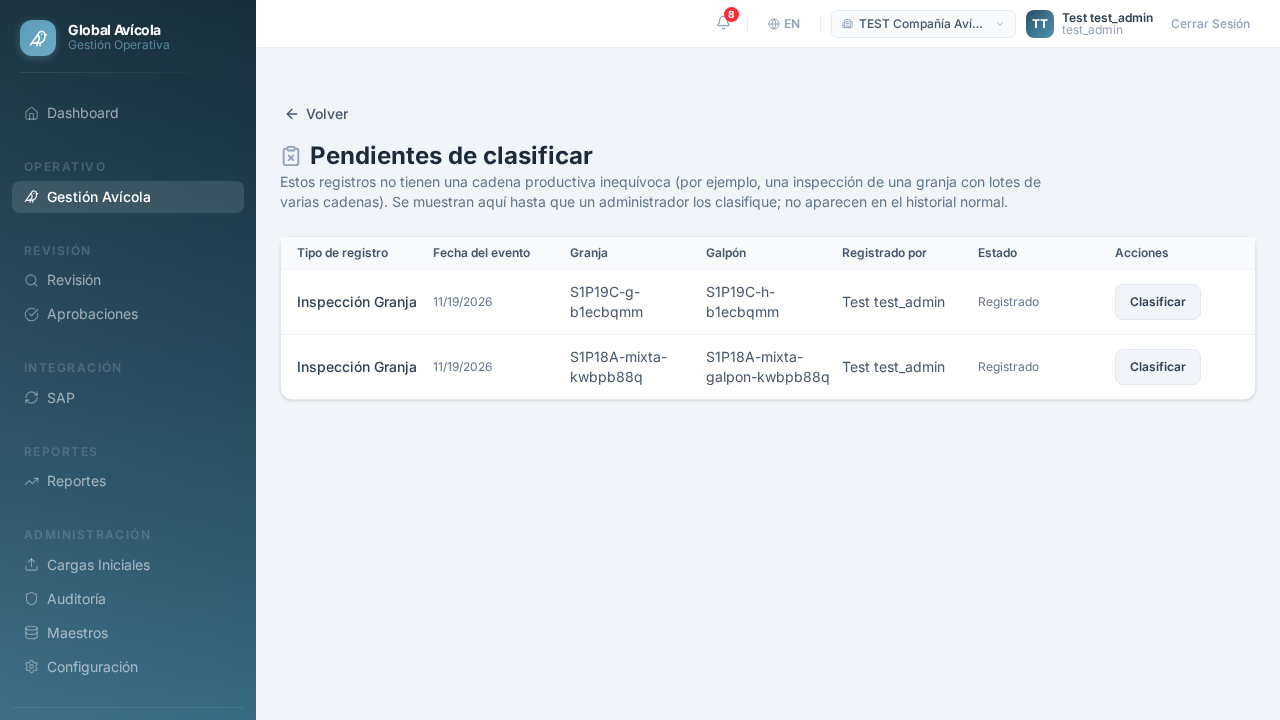 Global Avícola
Gestión Operativa
Dashboard
OPERATIVO
Gestión Avícola
REVISIÓN
Revisión
Aprobaciones
INTEGRACIÓN
SAP
REPORTES
Reportes
ADMINISTRACIÓN
Cargas Iniciales
Auditoría
Maestros
Configuración
8
EN
TEST Compañía Aví...
TT
Test test_admin
test_admin
Cerrar Sesión
Volver
Pendientes de clasificar
Estos registros no tienen una cadena productiva inequívoca (por ejemplo, una inspección de una granja con lotes de
varias cadenas). Se muestran aquí hasta que un administrador los clasifique; no aparecen en el historial normal.
Tipo de registro Fecha del evento Granja Galpón Registrado por Estado Acciones
Inspección Granja 11/19/2026 S1P19C-g- S1P19C-h- Test test_admin Registrado Clasificar
b1ecbqmm b1ecbqmm
Inspección Granja 11/19/2026 S1P18A-mixta- S1P18A-mixta- Test test_admin Registrado Clasificar
kwbpb88q galpon-kwbpb88q